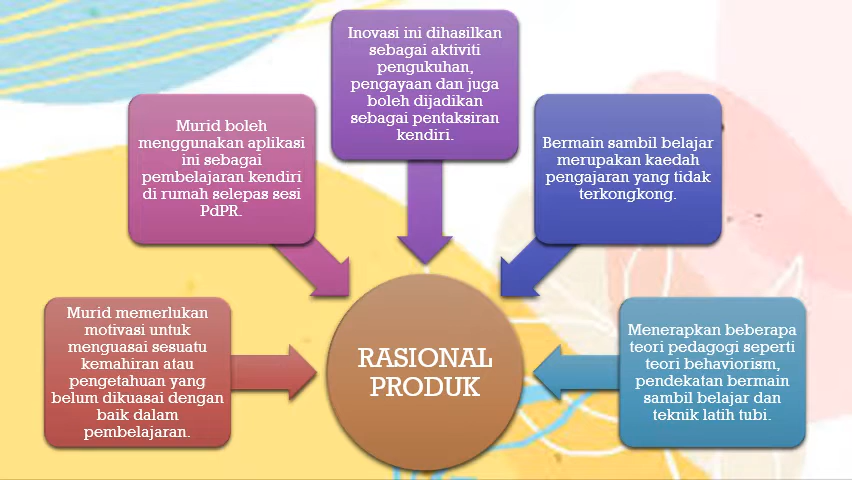 Inovasi ini dihasilkan
sebagai aktiviti
pengukuhan,
pengayaan dan juga
boleh dijadikan
sebagai pentaksiran
kendiri.
Murid boleh
menggunakan aplikasi
ini sebagai
pembelajaran kendiri
di rumah selepas sesi
PdPR.
Bermain sambil belajar
merupakan kaedah
pengajaran yang tidak
terkongkong.
Murid memerlukan
motivasi untuk
menguasai sesuatu
kemahiran atau
pengetahuan yang
belum dikuasai dengan
baik dalam
pembelajaran.
RASIONAL
PRODUK
Menerapkan beberapa
teori pedagogi seperti
teori behaviorism,
pendekatan bermain
sambil belajar dan
teknik latih tubi.